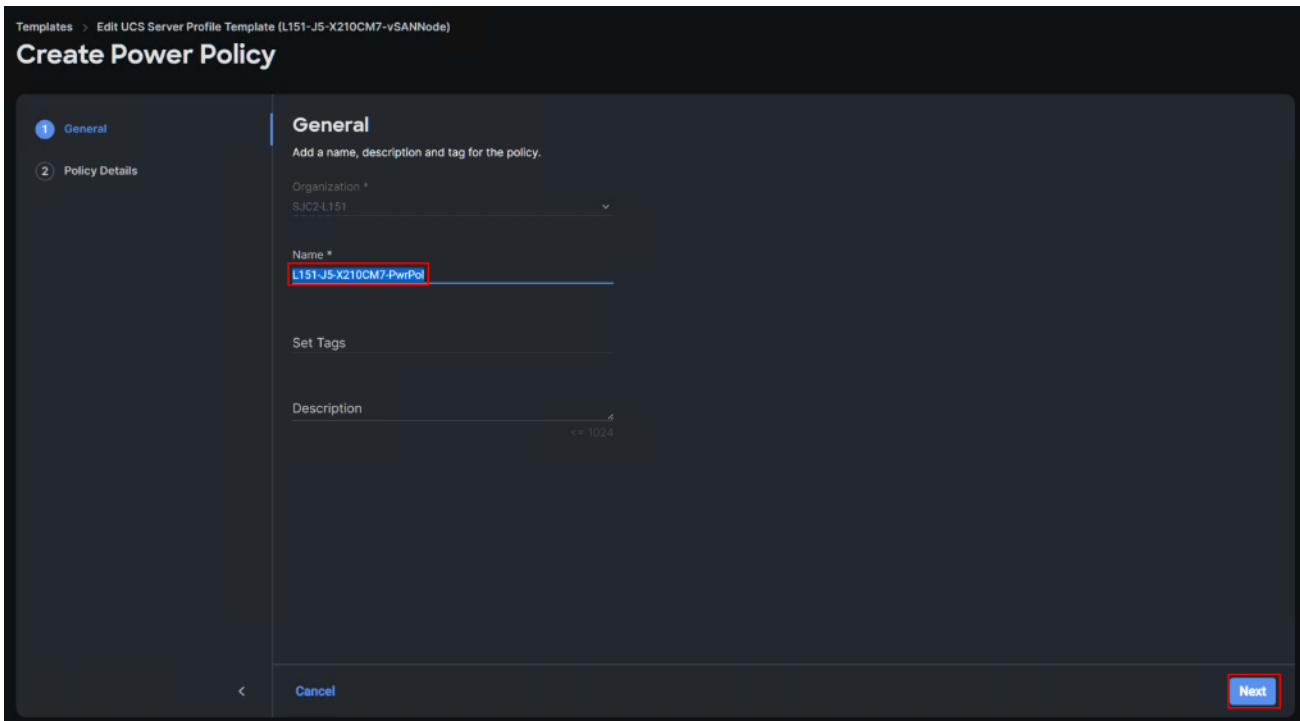 Templates > Edit UCS Server Profile Template (L151-J5-X210CM7-vSANNode)
Create Power Policy
1 General
2 Policy Details
General
Add a name, description and tag for the policy.
Organization *
SJC2-L151
Name *
L151-J5-X210CM7-PwrPol
Set Tags
Description
<= 1024
< Cancel Next